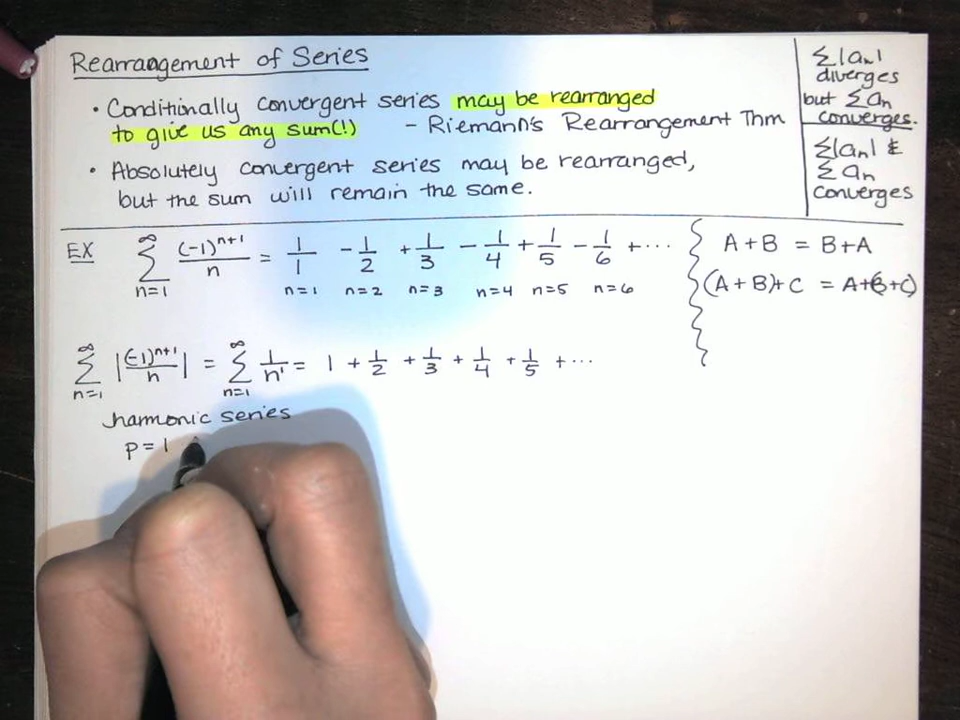 Rearrangement of Series
• Conditionally convergent series may be rearranged
to give us any sum(!) - Riemann's Rearrangement Thm
• Absolutely convergent series may be rearranged,
but the sum will remain the same.
∑|aₙ|
diverges
but ∑aₙ
converges.
∑|aₙ| &
∑aₙ
converges
EX ∑_{n=1}^{∞} (-1)^{n+1}/n = 1/1 - 1/2 + 1/3 - 1/4 + 1/5 - 1/6 + ⋯
n=1 n=2 n=3 n=4 n=5 n=6
A+B = B+A
(A+B)+C = A+(B+C)
∑_{n=1}^{∞} |(-1)^{n+1}/n| = ∑_{n=1}^{∞} 1/n¹ = 1 + 1/2 + 1/3 + 1/4 + 1/5 + ⋯
harmonic series
p=1